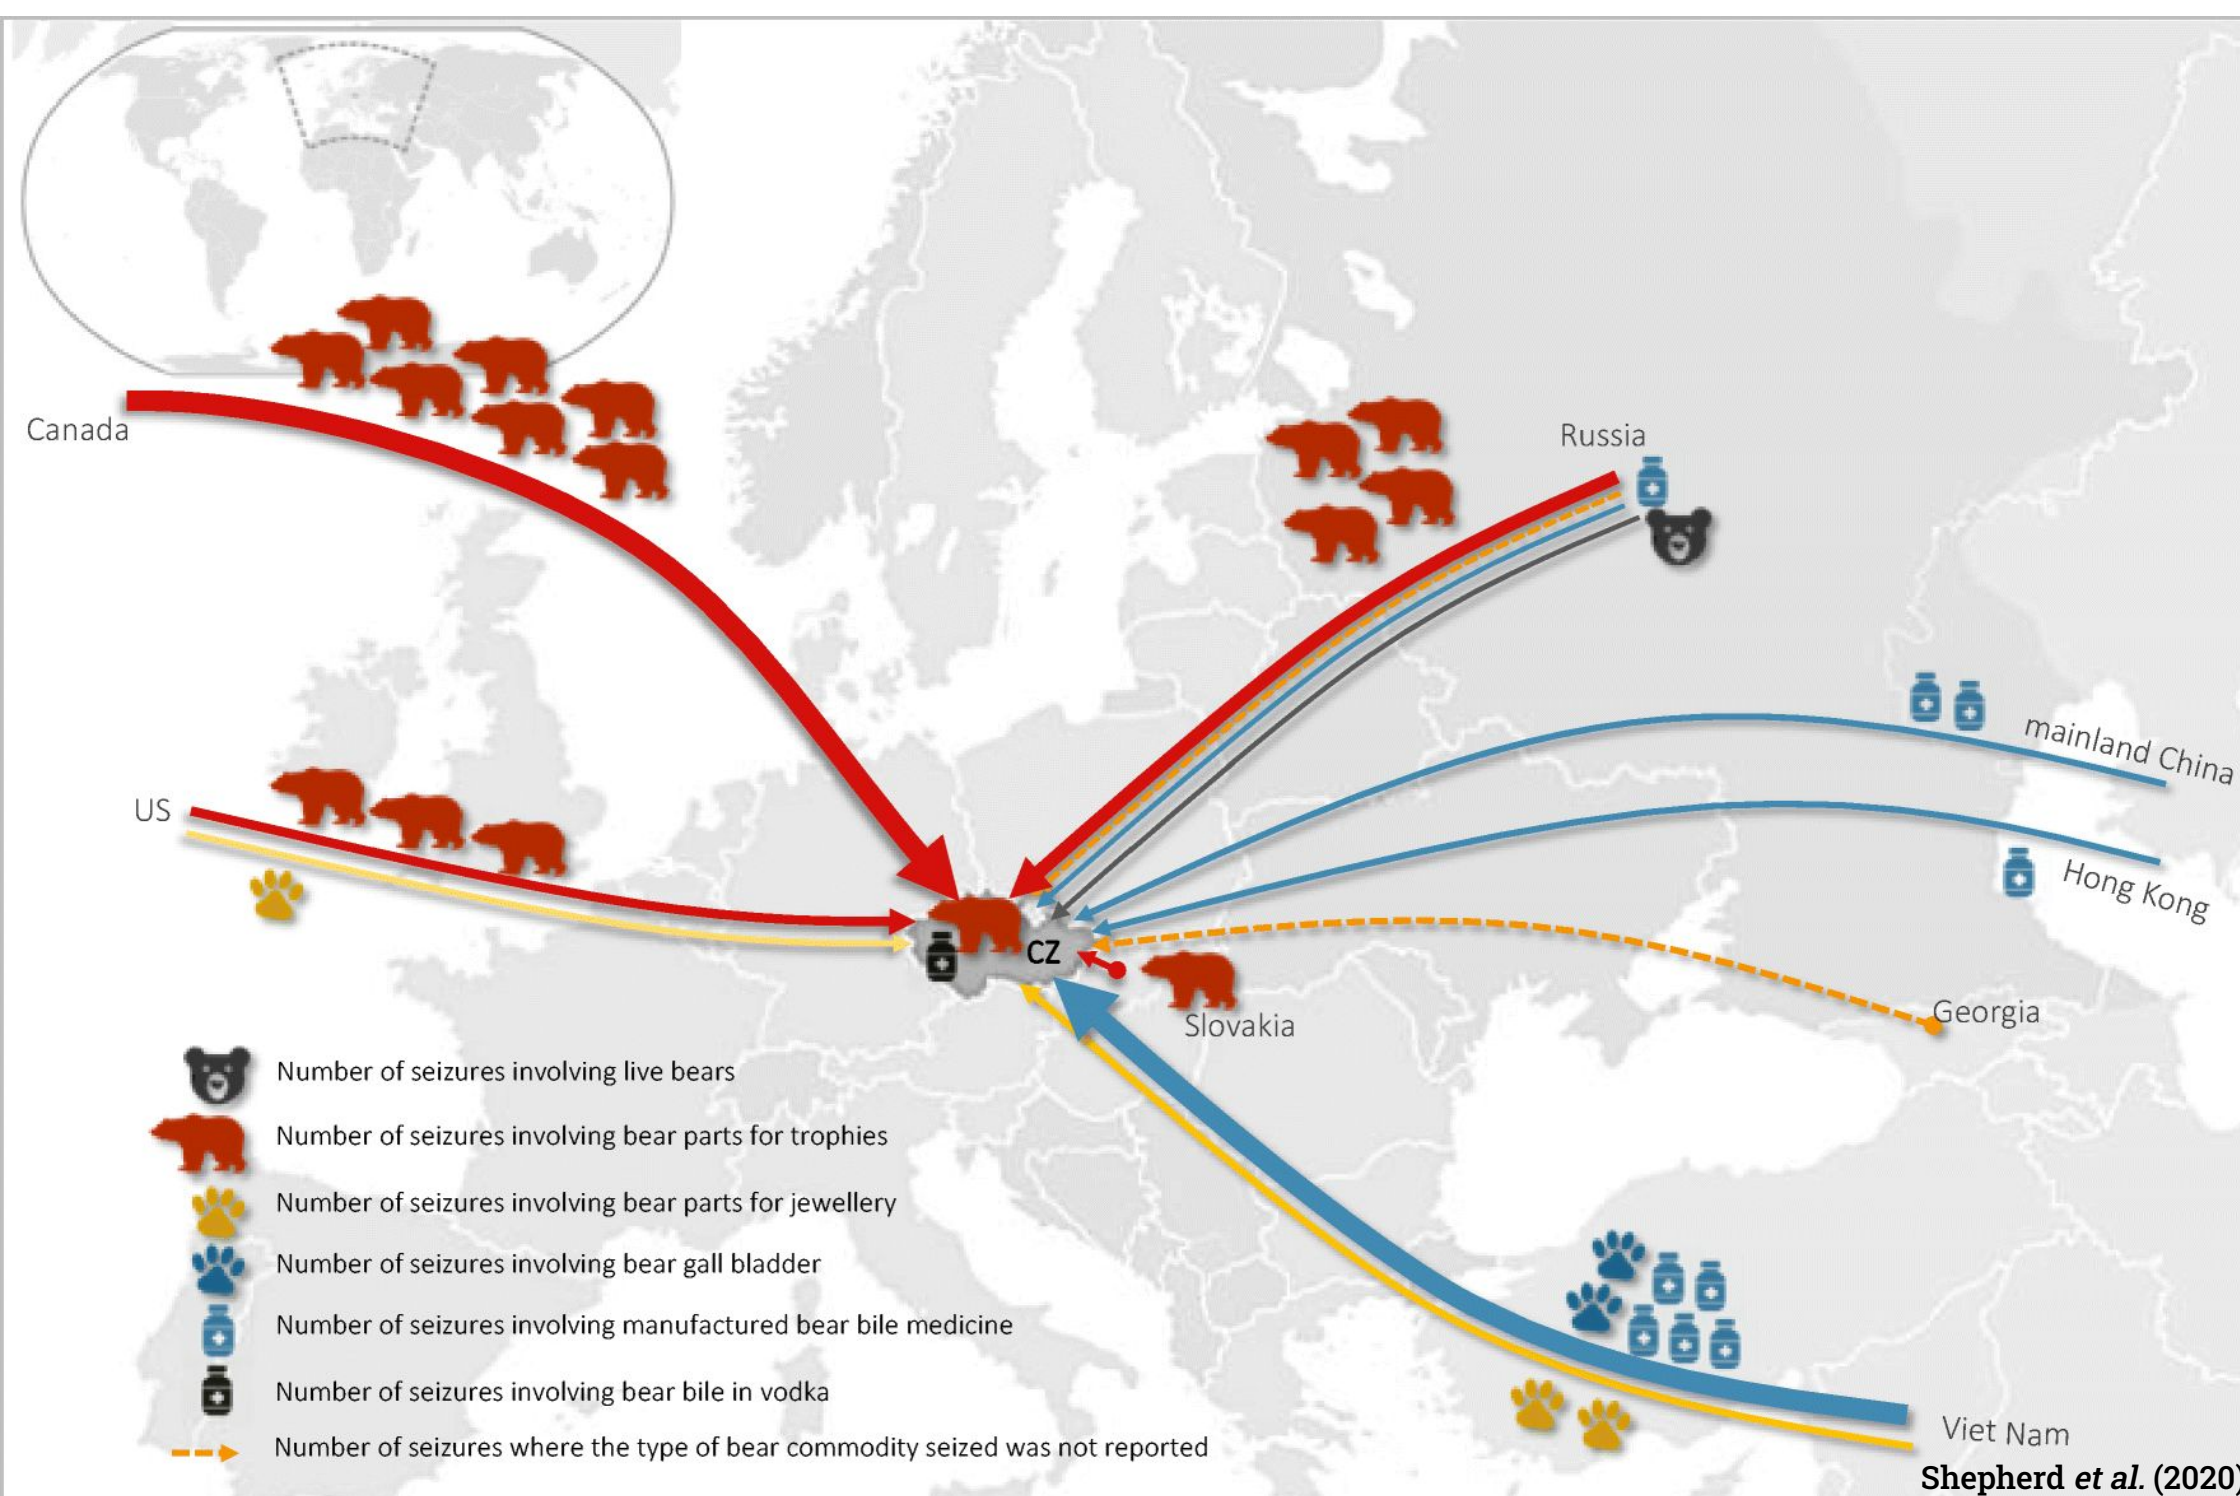 Canada
Russia
mainland China
US
Hong Kong
CZ
Slovakia
Georgia
Number of seizures involving live bears
Number of seizures involving bear parts for trophies
Number of seizures involving bear parts for jewellery
Number of seizures involving bear gall bladder
Number of seizures involving manufactured bear bile medicine
Number of seizures involving bear bile in vodka
Number of seizures where the type of bear commodity seized was not reported
Viet Nam
Shepherd et al. (2020)